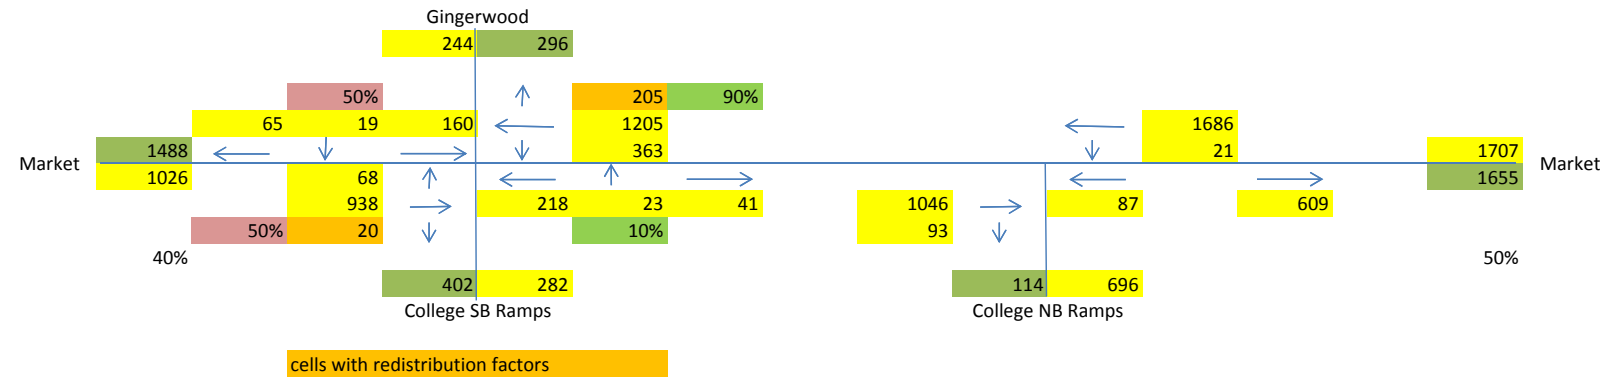 Gingerwood
244 296
50% 205 90%
65 19 160 1205 1686
1488 363 21 1707
Market Market
1026 68 1655
938 218 23 41 1046 87 609
50% 20 10% 93
40% 50%
402 282 114 696
College SB Ramps College NB Ramps
cells with redistribution factors